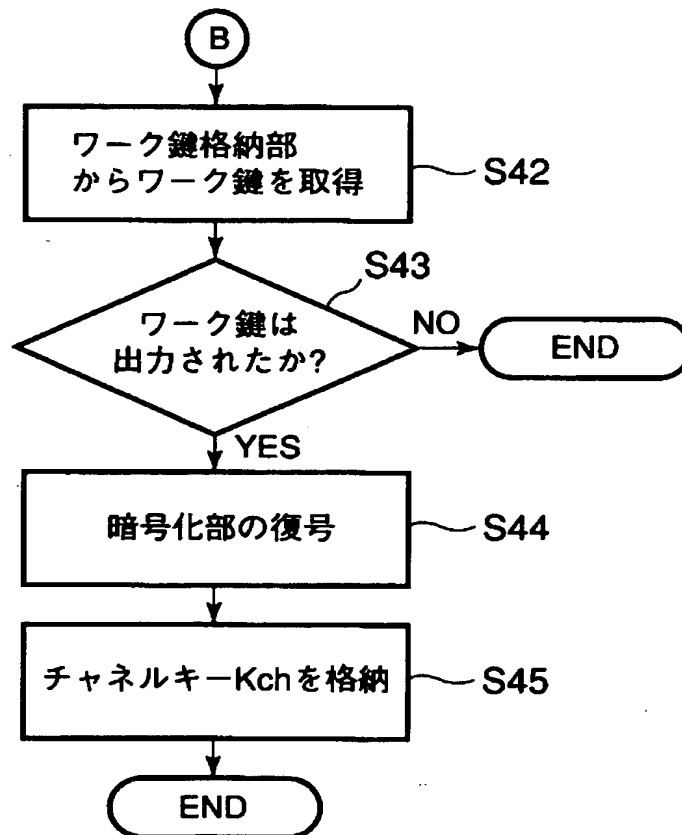 B
ワーク鍵格納部
からワーク鍵を取得
S42
S43
ワーク鍵は
出力されたか?
NO
END
YES
暗号化部の復号
S44
チャネルキーKchを格納
S45
END